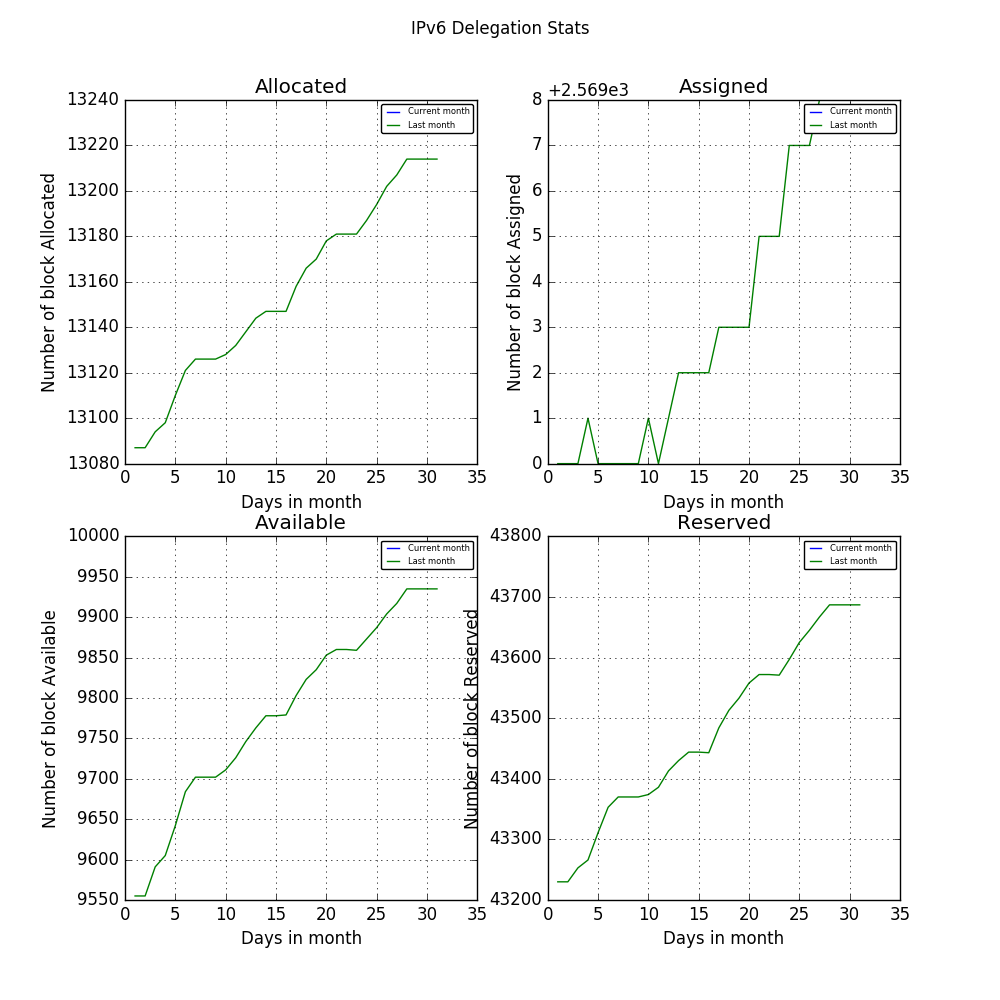 IPv6 Delegation Stats
Allocated
Number of block Allocated
13240
13220
13200
13180
13160
13140
13120
13100
13080
0 5 10 15 20 25 30 35
Days in month
Current month
Last month
Assigned
+2.569e3
Number of block Assigned
8
7
6
5
4
3
2
1
0
0 5 10 15 20 25 30 35
Days in month
Current month
Last month
Available
Number of block Available
10000
9950
9900
9850
9800
9750
9700
9650
9600
9550
0 5 10 15 20 25 30 35
Days in month
Current month
Last month
Reserved
Number of block Reserved
43800
43700
43600
43500
43400
43300
43200
0 5 10 15 20 25 30 35
Days in month
Current month
Last month